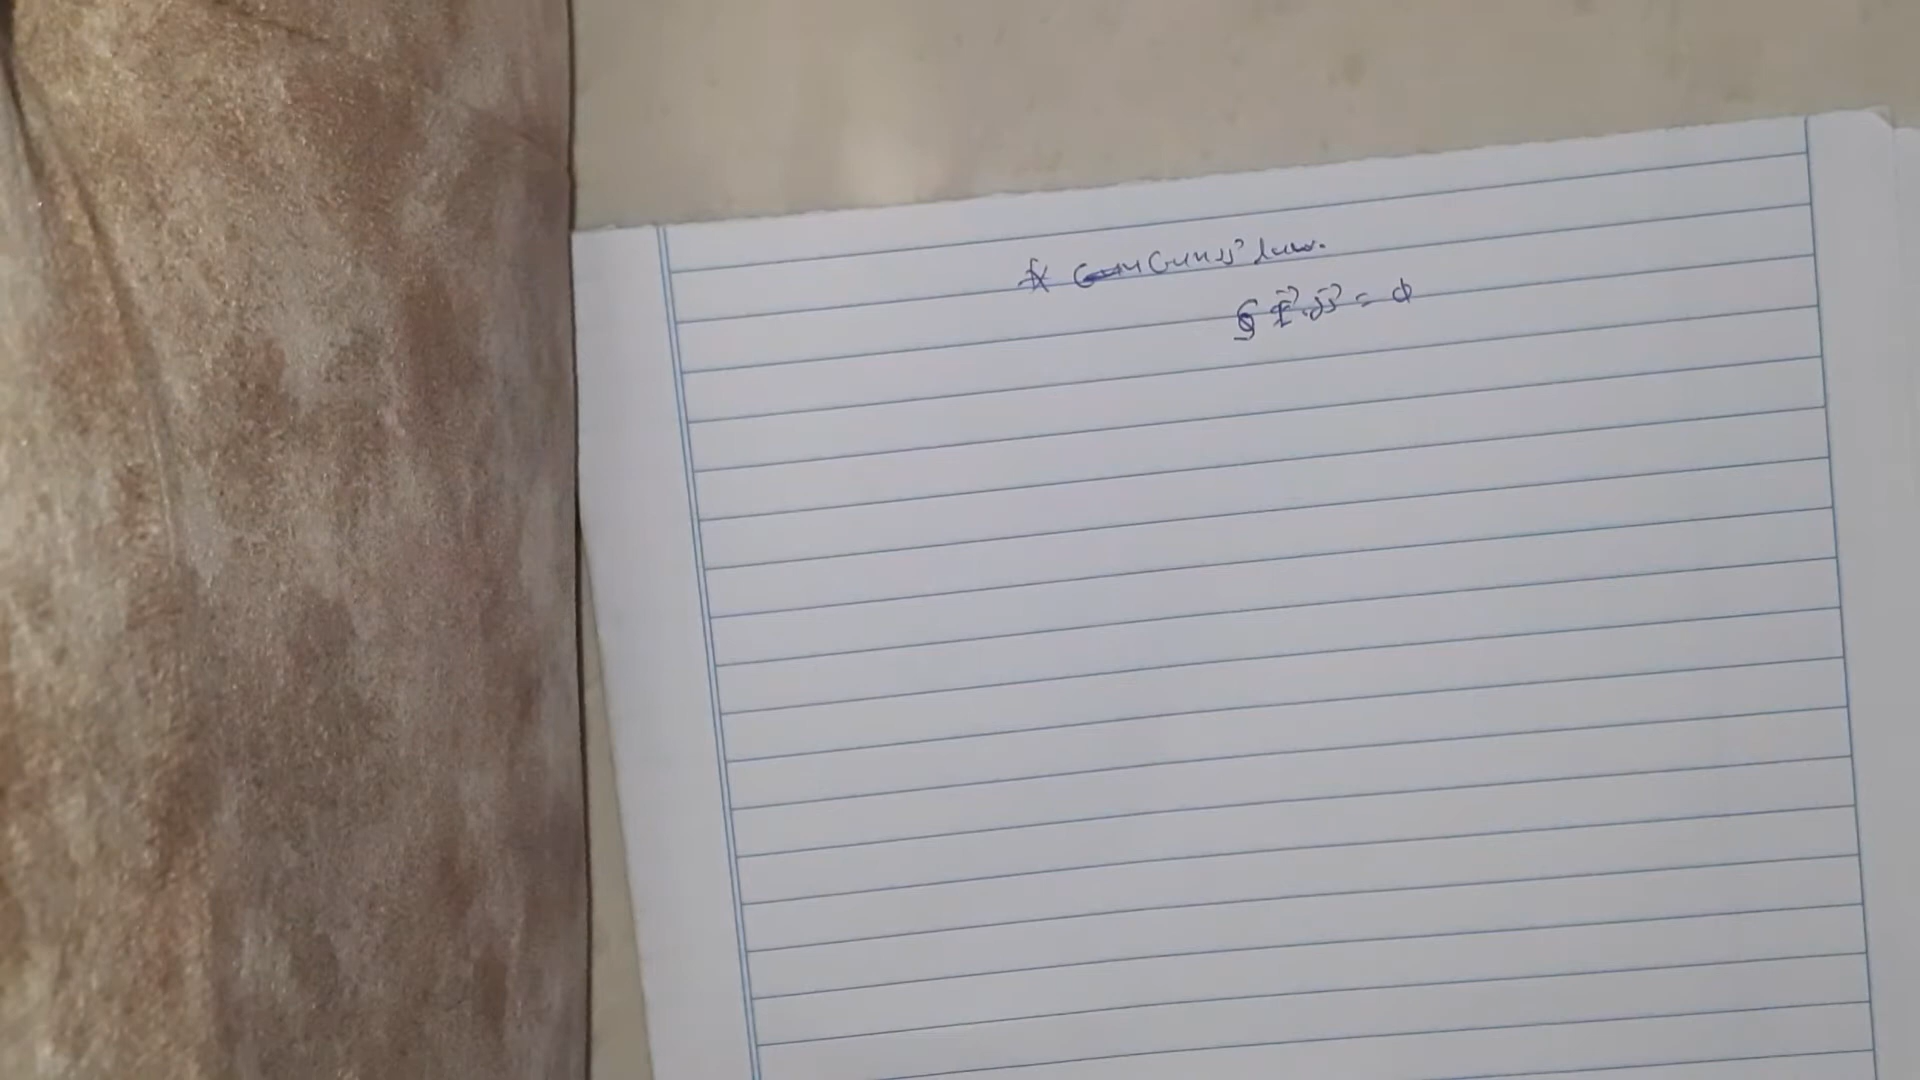 * Gauss' law.
∮ E⃗.ds⃗ = ϕ